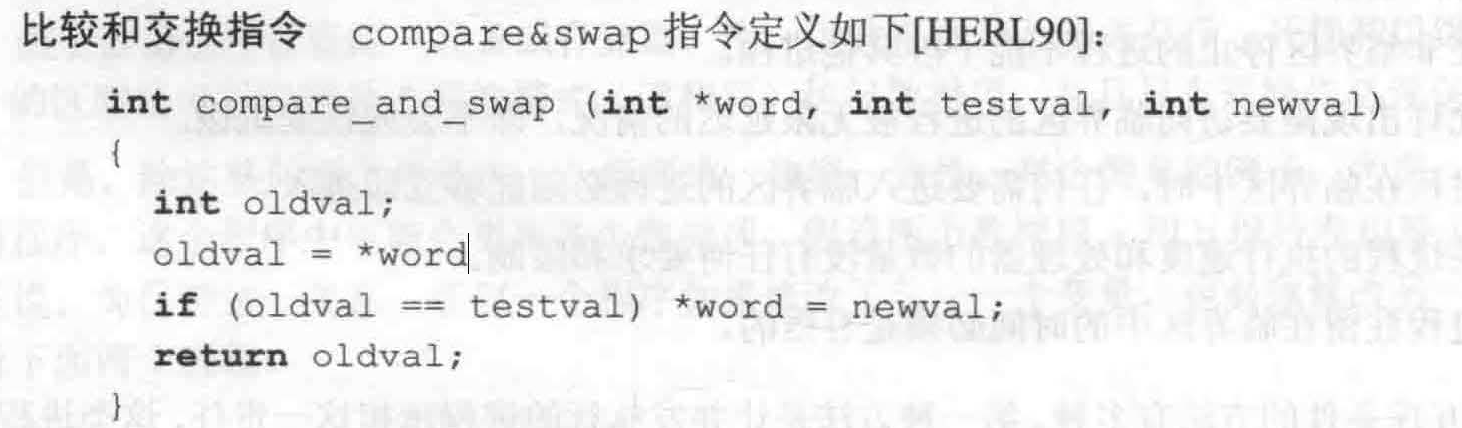 比较和交换指令 compare&swap 指令定义如下[HERL90]:
int compare_and_swap (int *word, int testval, int newval)
{
int oldval;
oldval = *word
if (oldval == testval) *word = newval;
return oldval;
}